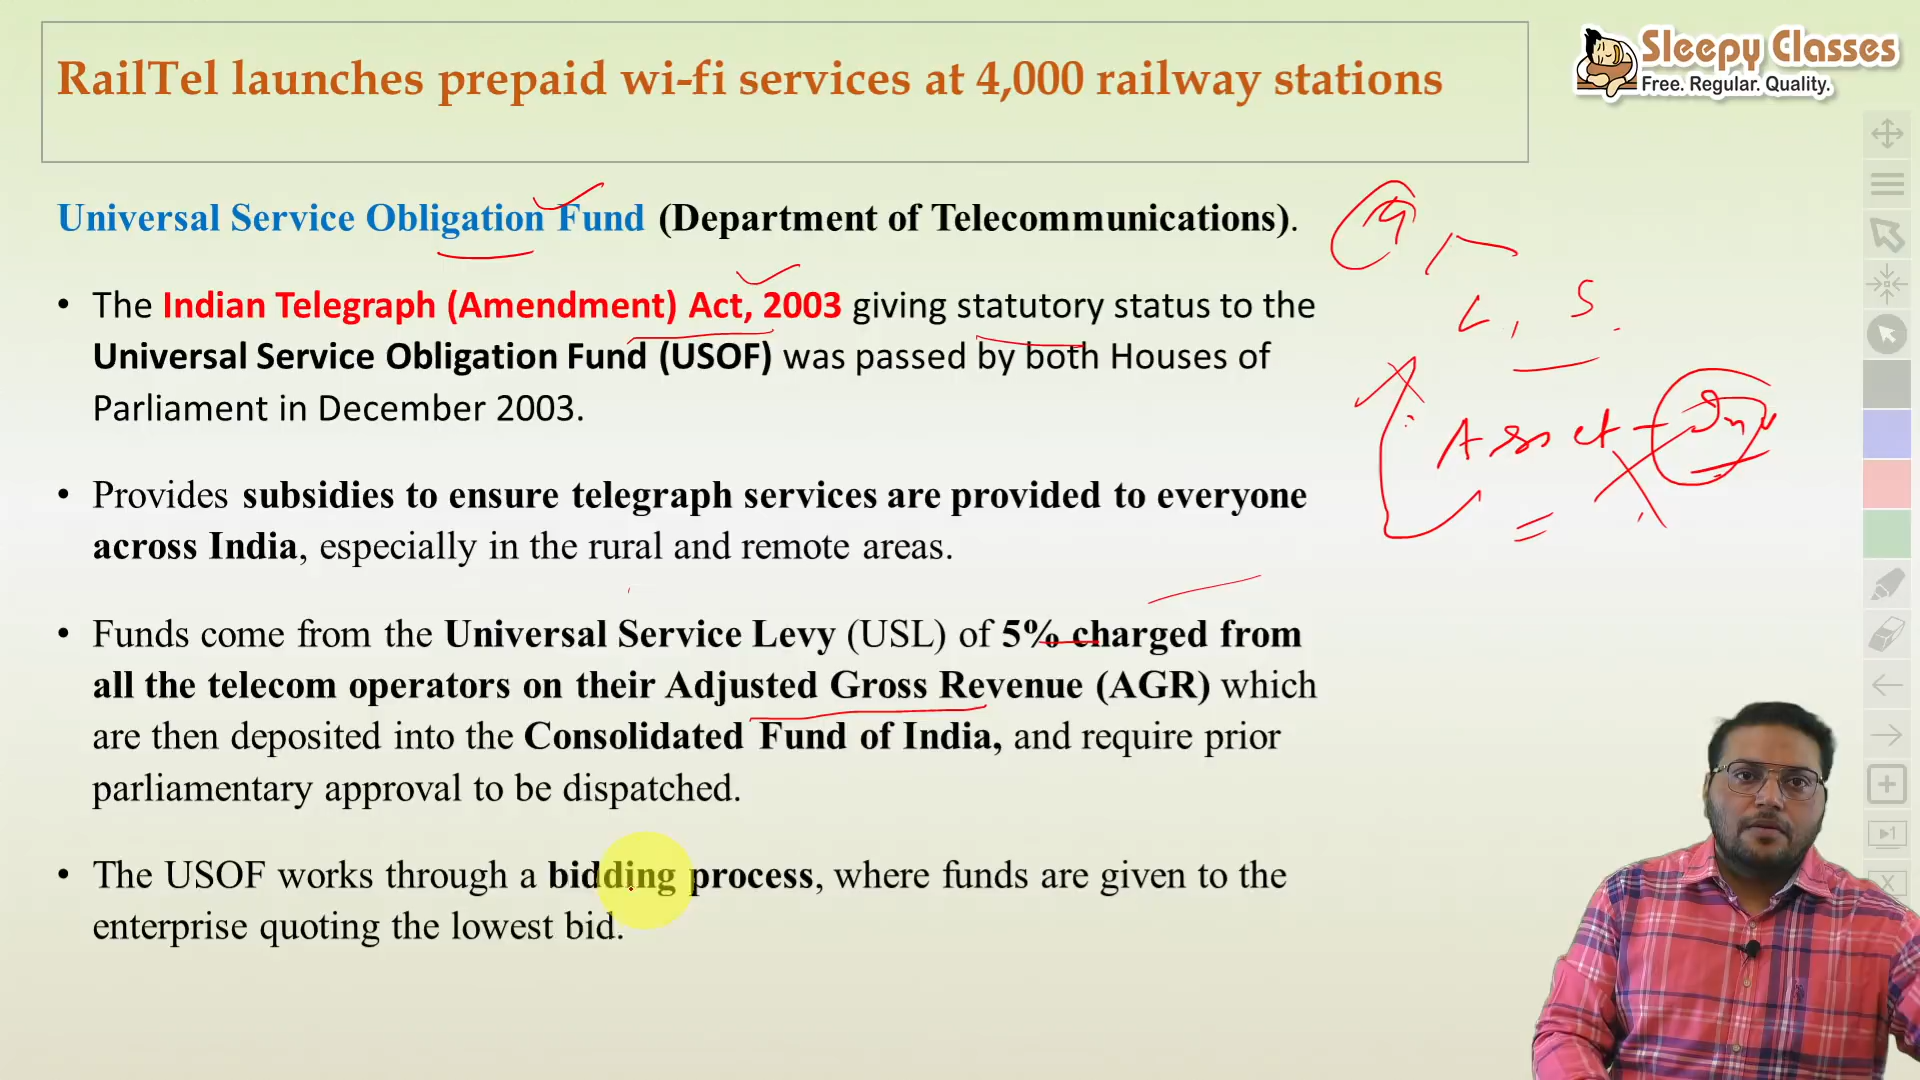 RailTel launches prepaid wi-fi services at 4,000 railway stations
Sleepy Classes
Free. Regular. Quality.
Universal Service Obligation Fund (Department of Telecommunications).
• The Indian Telegraph (Amendment) Act, 2003 giving statutory status to the
Universal Service Obligation Fund (USOF) was passed by both Houses of
Parliament in December 2003.
• Provides subsidies to ensure telegraph services are provided to everyone
across India, especially in the rural and remote areas.
• Funds come from the Universal Service Levy (USL) of 5% charged from
all the telecom operators on their Adjusted Gross Revenue (AGR) which
are then deposited into the Consolidated Fund of India, and require prior
parliamentary approval to be dispatched.
• The USOF works through a bidding process, where funds are given to the
enterprise quoting the lowest bid.
L, S
Asset